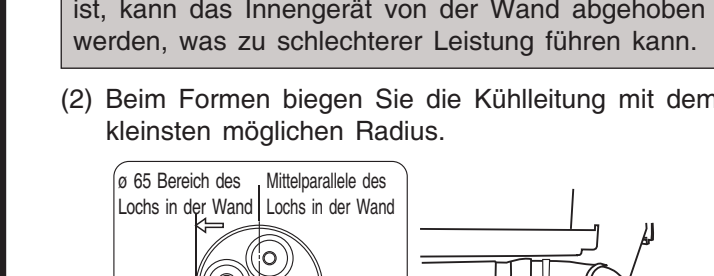 ist, kann das Innengerät von der Wand abgehoben
werden, was zu schlechterer Leistung führen kann.
(2) Beim Formen biegen Sie die Kühlleitung mit dem
kleinsten möglichen Radius.
ø 65 Bereich des
Lochs in der Wand
Mittelparallele des
Lochs in der Wand